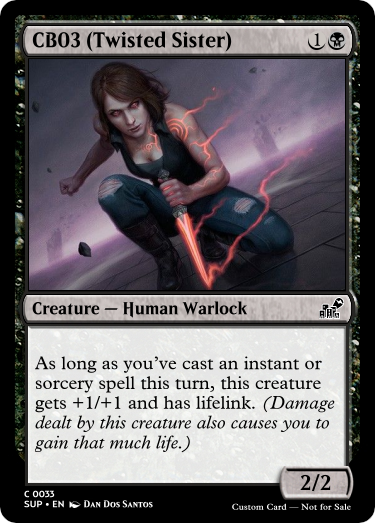 CB03 (Twisted Sister) 1
Creature — Human Warlock
As long as you've cast an instant or
sorcery spell this turn, this creature
gets +1/+1 and has lifelink. (Damage
dealt by this creature also causes you to
gain that much life.)
2/2
C 0033
SUP • EN Dan Dos Santos
Custom Card — Not for Sale